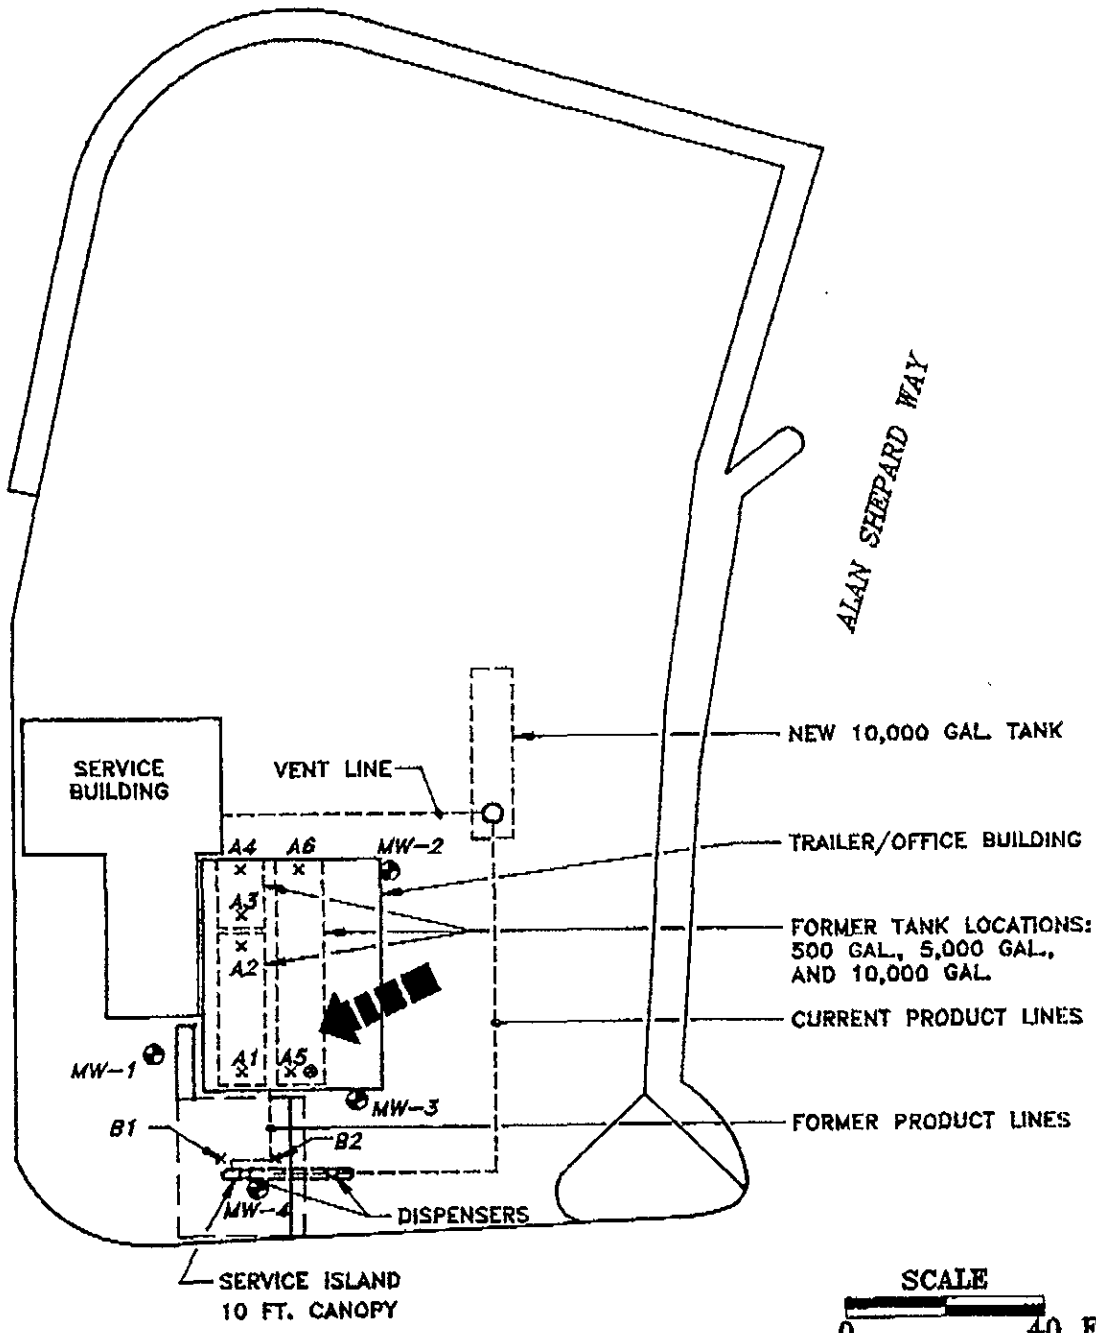 ALAN SHEPARD WAY
NEW 10,000 GAL. TANK
SERVICE
BUILDING
VENT LINE
A4
A6
MW-2
TRAILER/OFFICE BUILDING
A3
FORMER TANK LOCATIONS:
500 GAL., 5,000 GAL.,
AND 10,000 GAL.
A2
CURRENT PRODUCT LINES
MW-1
A1
A5
MW-3
FORMER PRODUCT LINES
B1
B2
MW-4
DISPENSERS
SERVICE ISLAND
10 FT. CANOPY
SCALE
0 40 F